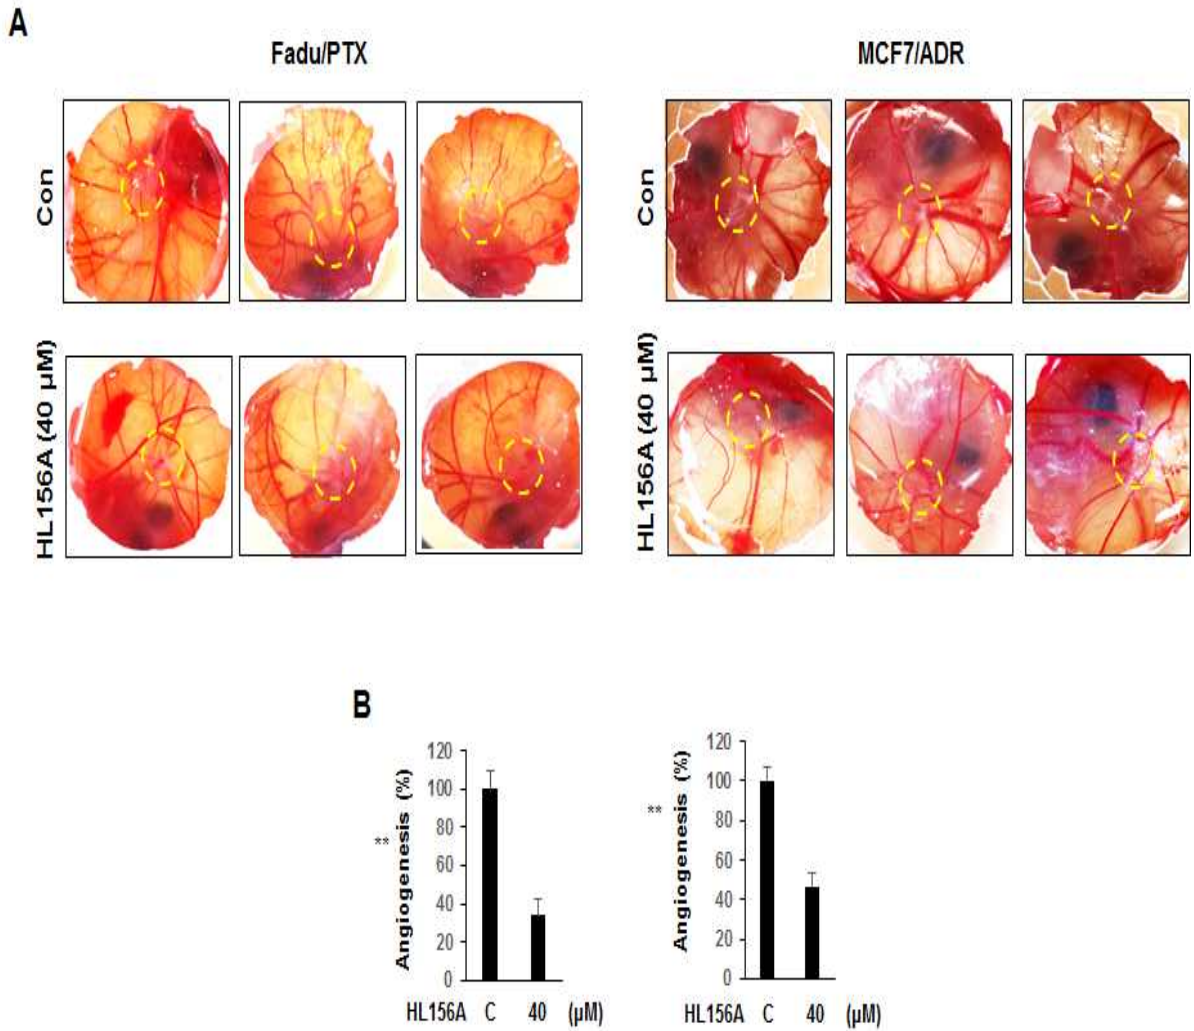 A
Fadu/PTX
MCF7/ADR
Con
Con
HL156A (40 µM)
HL156A (40 µM)
B
120
100
80
60
40
20
0
Angiogenesis (%)
**
HL156A C 40 (µM)
120
100
80
60
40
20
0
Angiogenesis (%)
**
HL156A C 40 (µM)